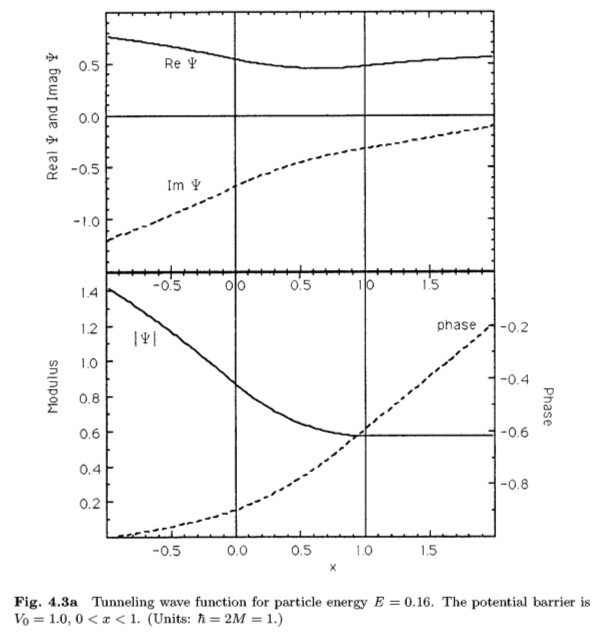 Real Ψ and Imag Ψ
0.5
0.0
−0.5
−1.0
Re Ψ
Im Ψ
−0.5
0.0
0.5
1.0
1.5
Modulus
1.4
1.2
1.0
0.8
0.6
0.4
0.2
|Ψ|
phase
−0.2
−0.4
−0.6
−0.8
Phase
−0.5
0.0
0.5
1.0
1.5
x
Fig. 4.3a Tunneling wave function for particle energy E = 0.16. The potential barrier is
V₀ = 1.0, 0 < x < 1. (Units: ℏ = 2M = 1.)